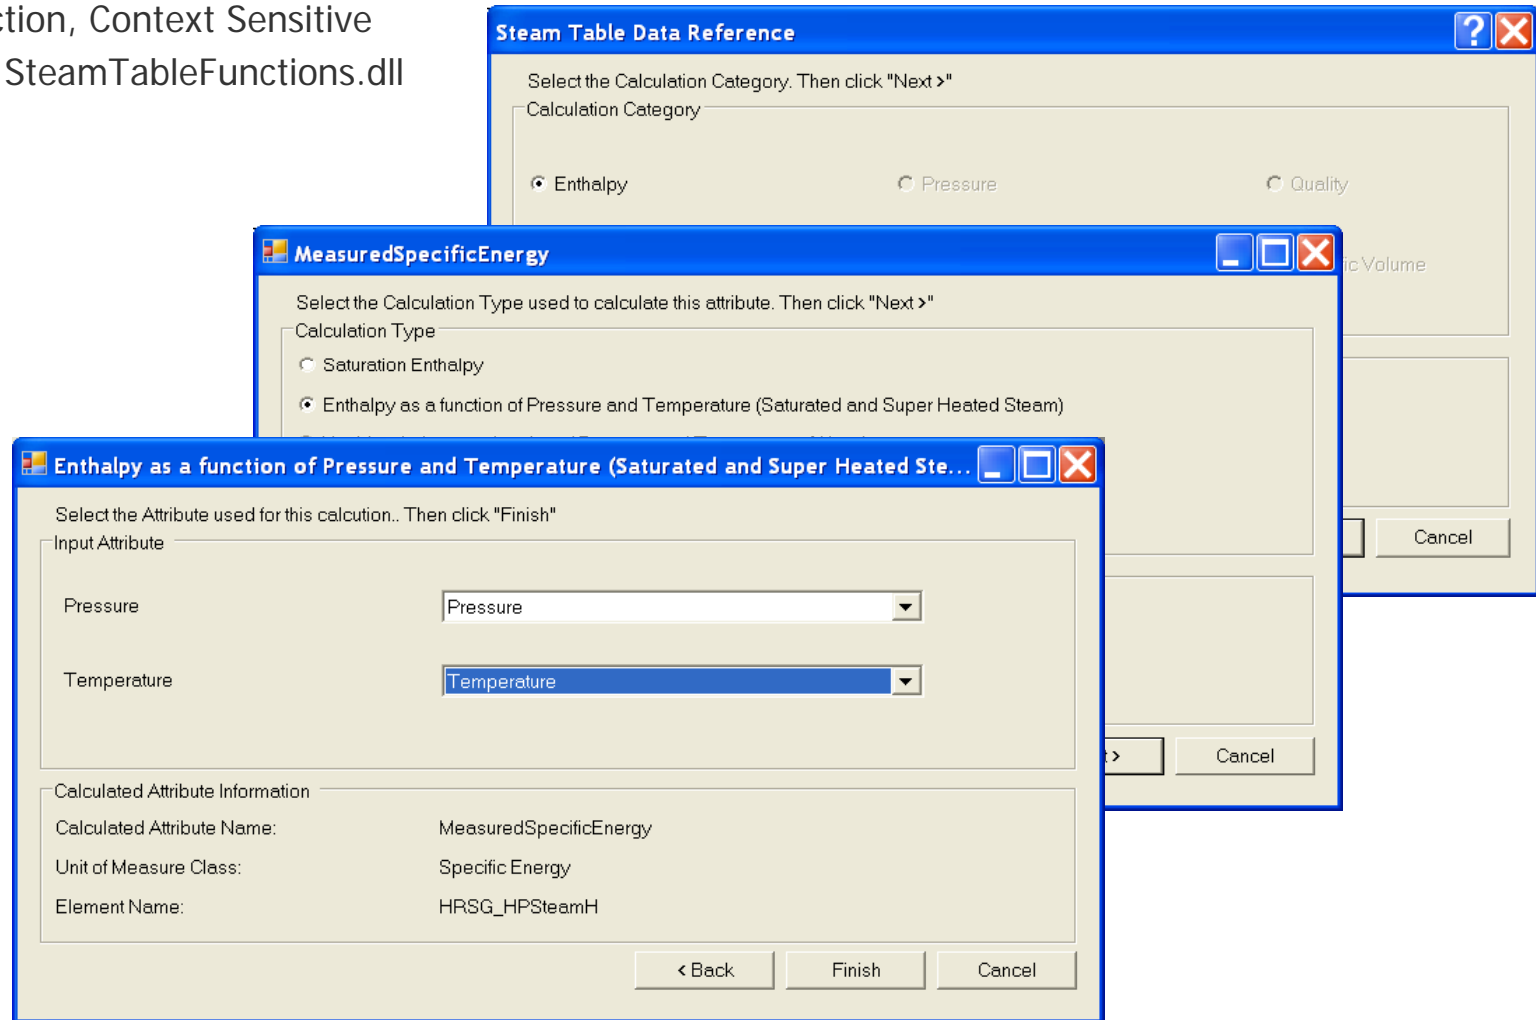 ction, Context Sensitive
SteamTableFunctions.dll
Steam Table Data Reference
Select the Calculation Category. Then click "Next >"
Calculation Category
Enthalpy
Pressure
Quality
ic Volume
Cancel
MeasuredSpecificEnergy
Select the Calculation Type used to calculate this attribute. Then click "Next >"
Calculation Type
Saturation Enthalpy
Enthalpy as a function of Pressure and Temperature (Saturated and Super Heated Steam)
>
Cancel
Enthalpy as a function of Pressure and Temperature (Saturated and Super Heated Ste...
Select the Attribute used for this calcution.. Then click "Finish"
Input Attribute
Pressure
Pressure
Temperature
Temperature
Calculated Attribute Information
Calculated Attribute Name: MeasuredSpecificEnergy
Unit of Measure Class: Specific Energy
Element Name: HRSG_HPSteamH
< Back
Finish
Cancel